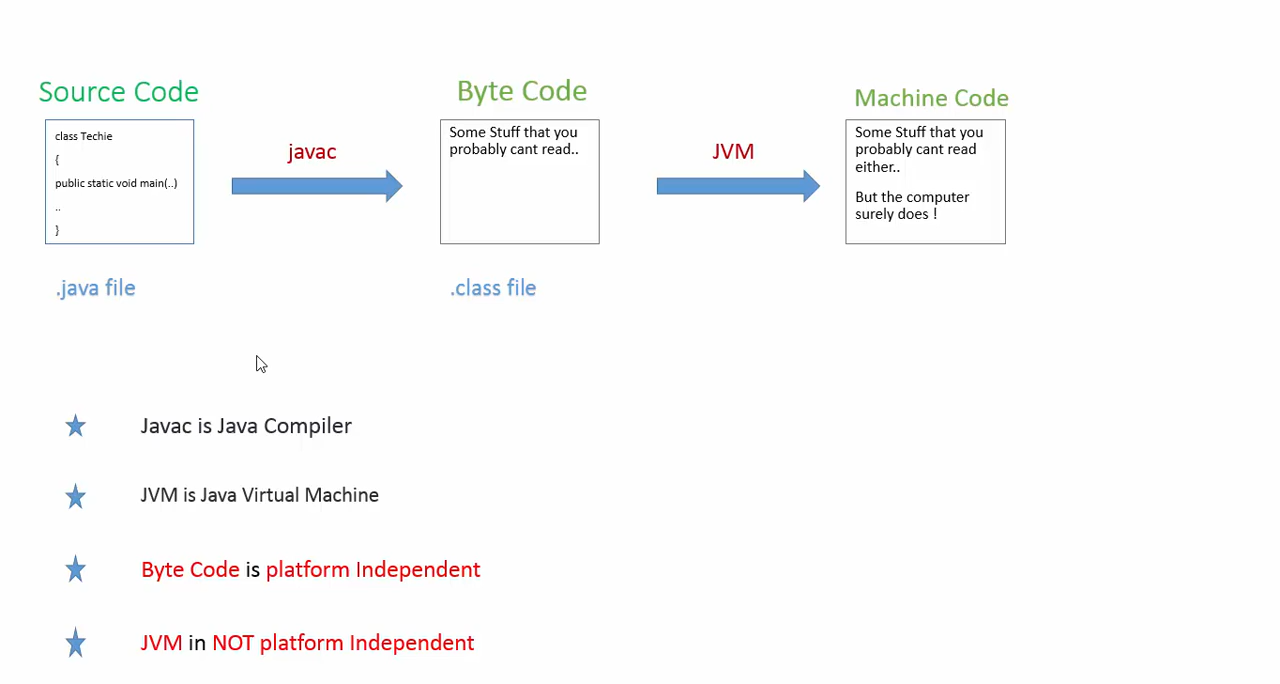 Source Code
class Techie
{
public static void main(..)
..
}
.java file
javac
Byte Code
Some Stuff that you
probably cant read..
.class file
JVM
Machine Code
Some Stuff that you
probably cant read
either..
But the computer
surely does !
Javac is Java Compiler
JVM is Java Virtual Machine
Byte Code is platform Independent
JVM in NOT platform Independent